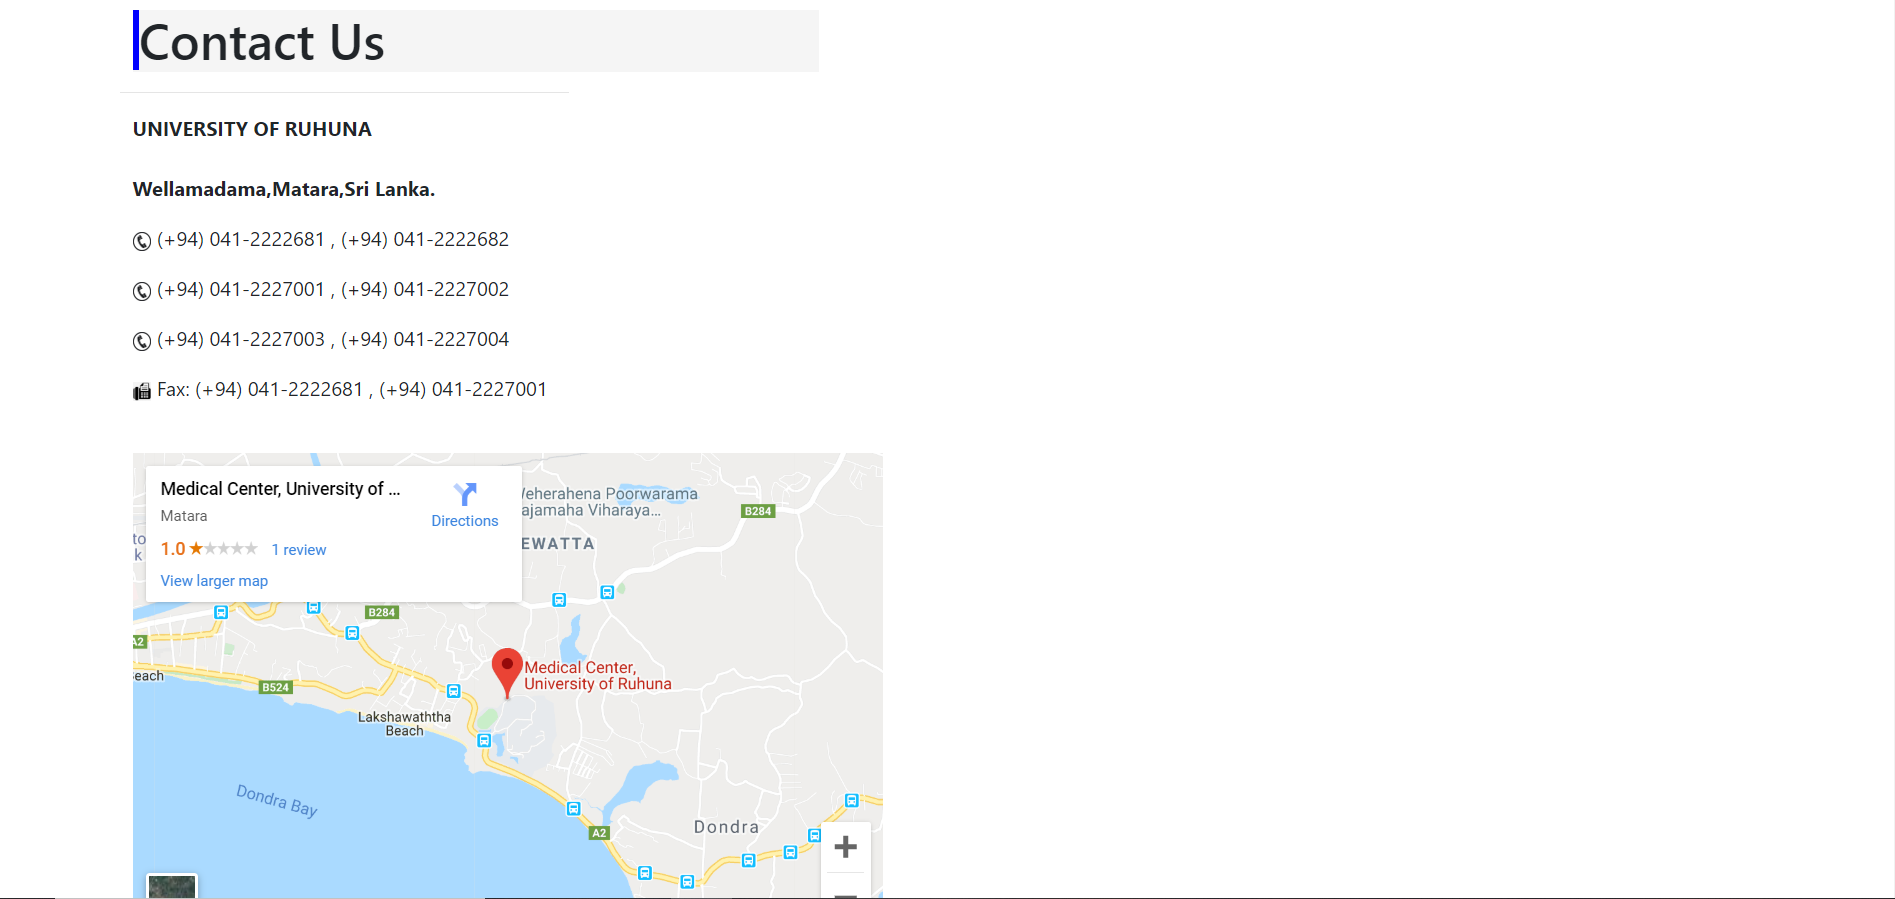 Contact Us
UNIVERSITY OF RUHUNA
Wellamadama,Matara,Sri Lanka.
(+94) 041-2222681 , (+94) 041-2222682
(+94) 041-2227001 , (+94) 041-2227002
(+94) 041-2227003 , (+94) 041-2227004
Fax: (+94) 041-2222681 , (+94) 041-2227001
Medical Center, University of ...
Matara
Directions
1.0
1 review
View larger map
eherahena Poorwarama
ajamaha Viharaya...
B284
EWATTA
to
k
B284
A2
each
B524
Medical Center,
University of Ruhuna
Lakshawaththa
Beach
Dondra Bay
A2
Dondra